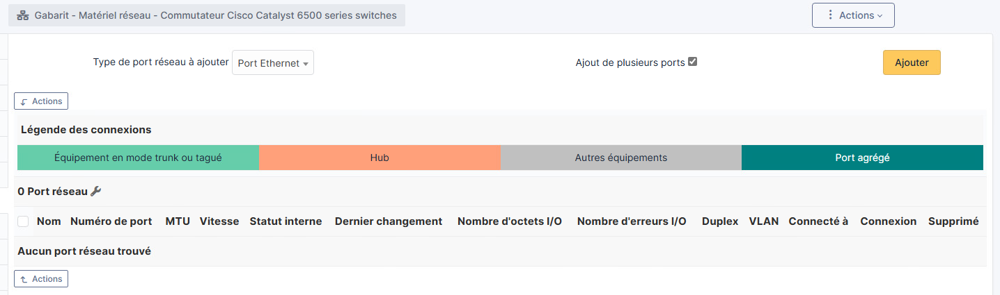 Gabarit - Matériel réseau - Commutateur Cisco Catalyst 6500 series switches
Actions
Type de port réseau à ajouter Port Ethernet
Ajout de plusieurs ports
Ajouter
Actions
Légende des connexions
Équipement en mode trunk ou tagué Hub Autres équipements Port agrégé
0 Port réseau
Nom Numéro de port MTU Vitesse Statut interne Dernier changement Nombre d'octets I/O Nombre d'erreurs I/O Duplex VLAN Connecté à Connexion Supprimé
Aucun port réseau trouvé
Actions